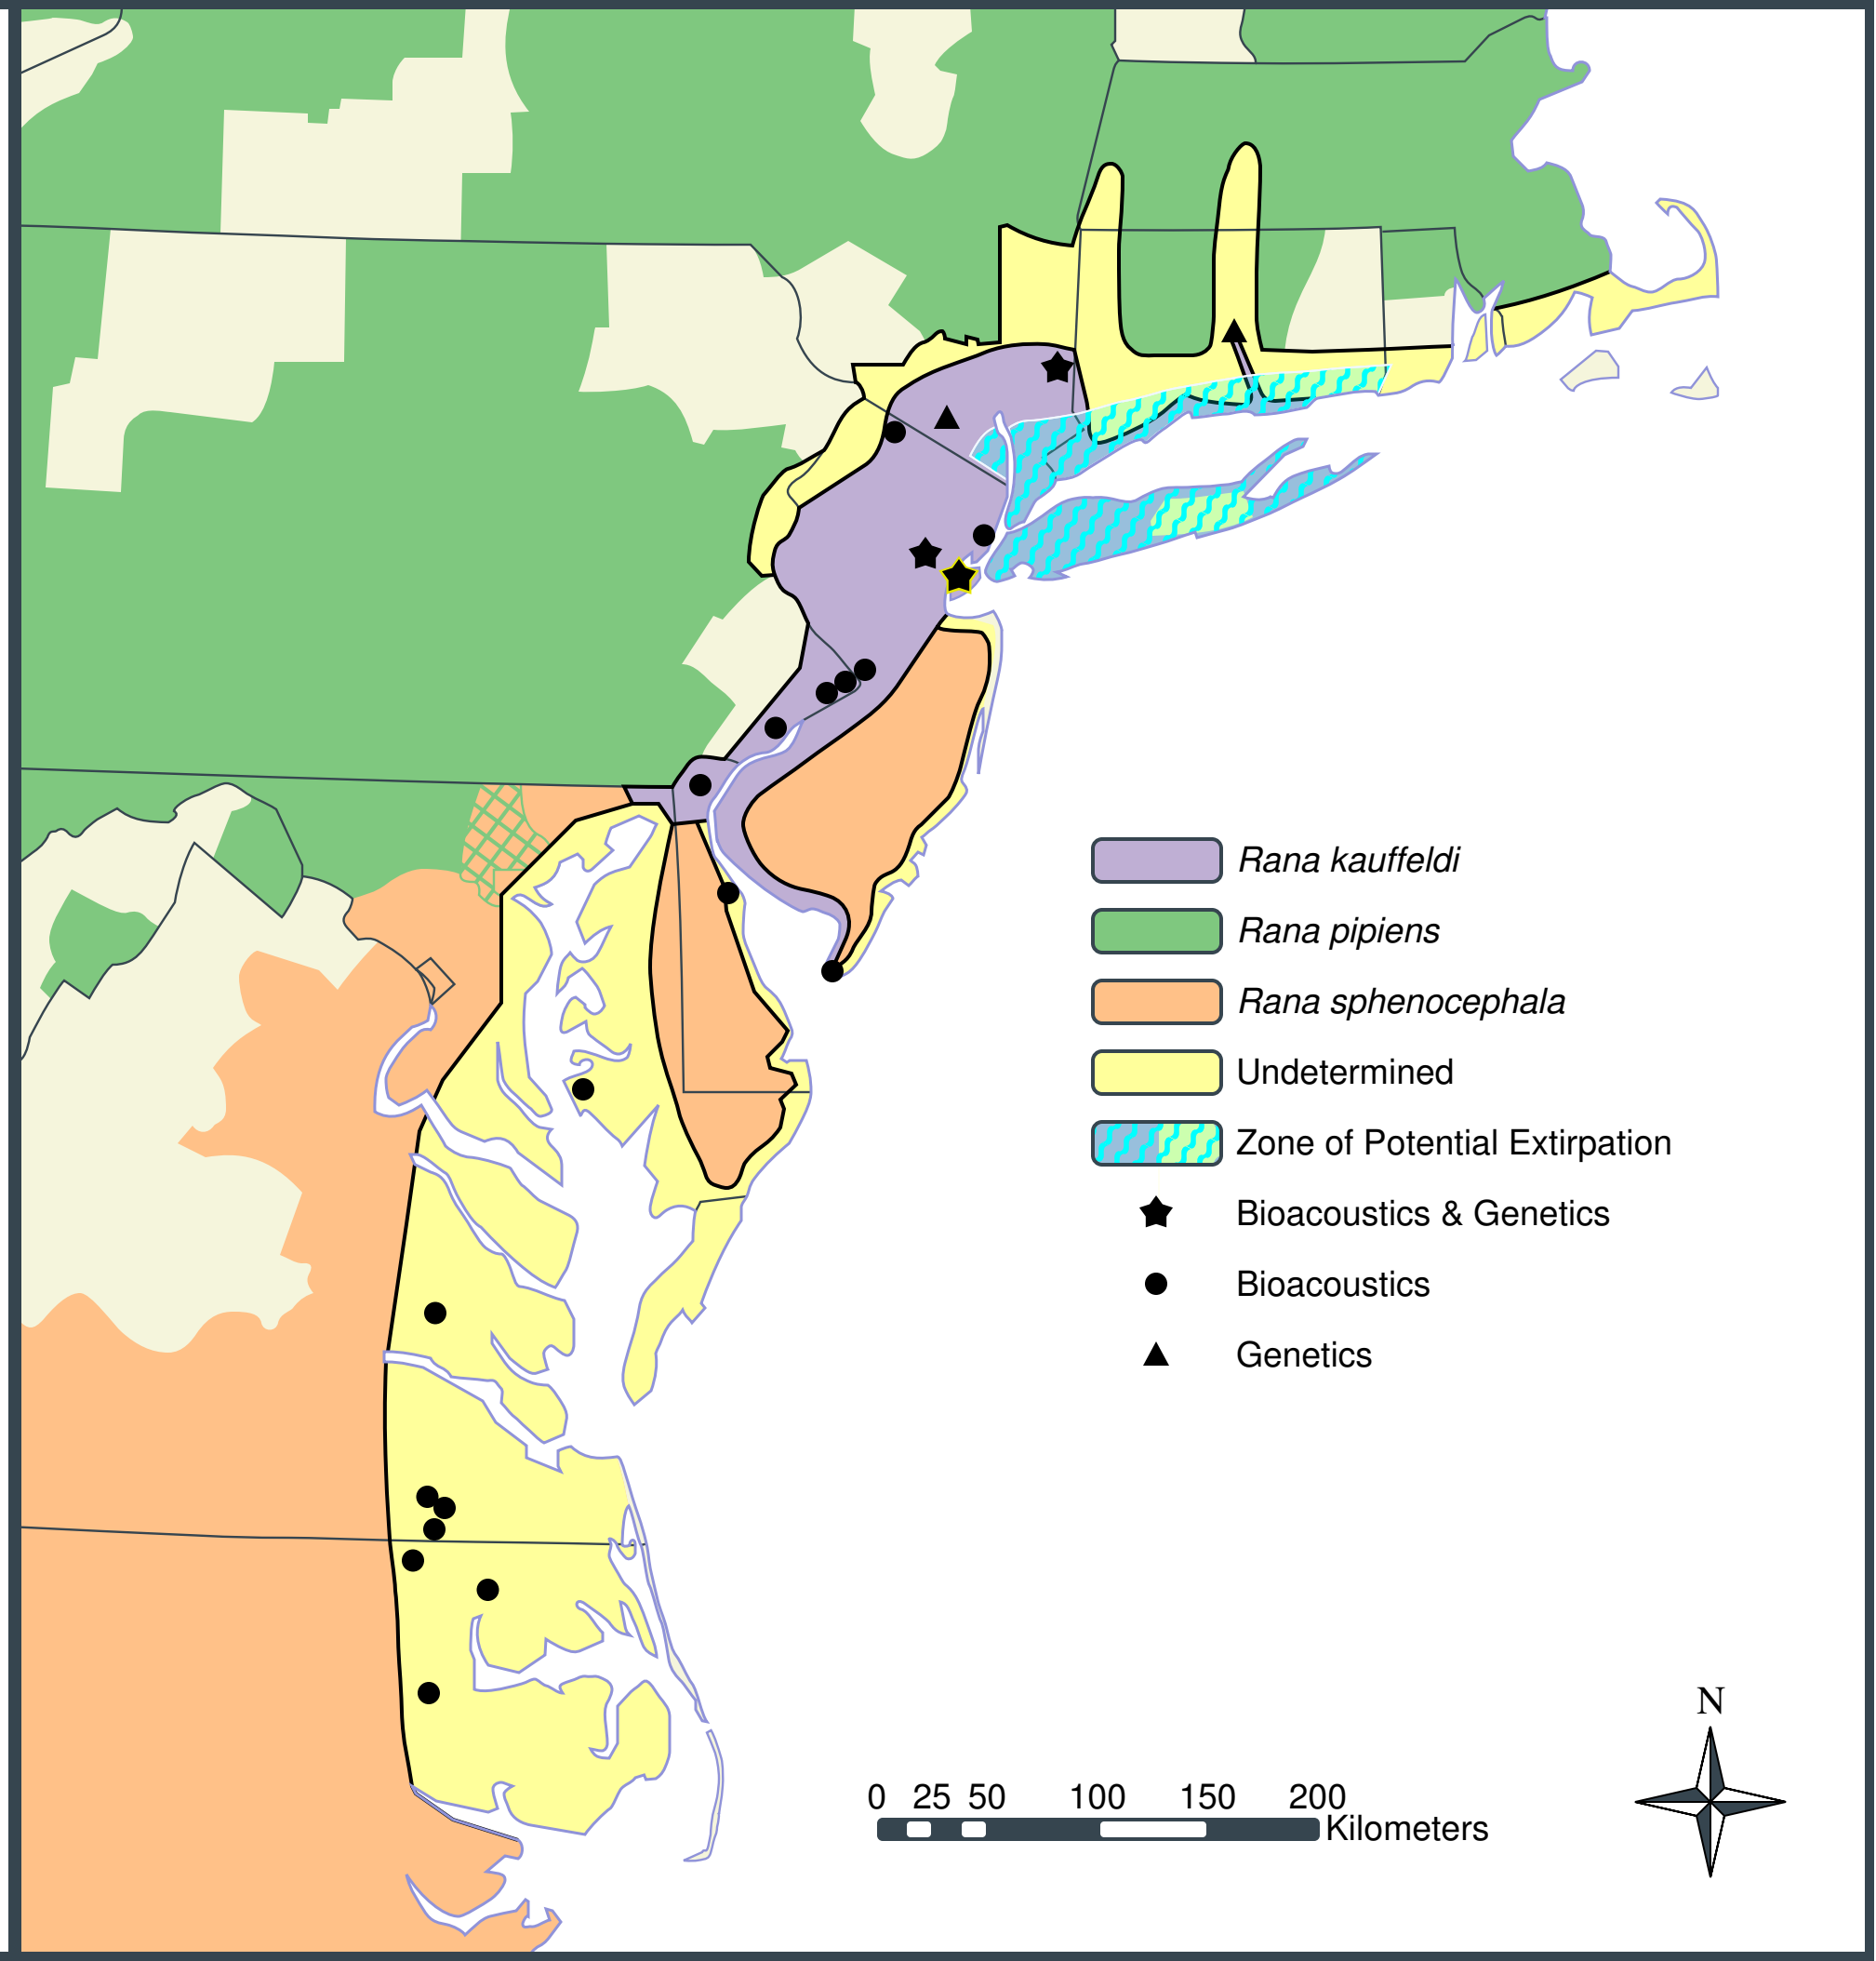 Rana kauffeldi
Rana pipiens
Rana sphenocephala
Undetermined
Zone of Potential Extirpation
Bioacoustics & Genetics
Bioacoustics
Genetics
N
0 25 50 100 150 200
Kilometers